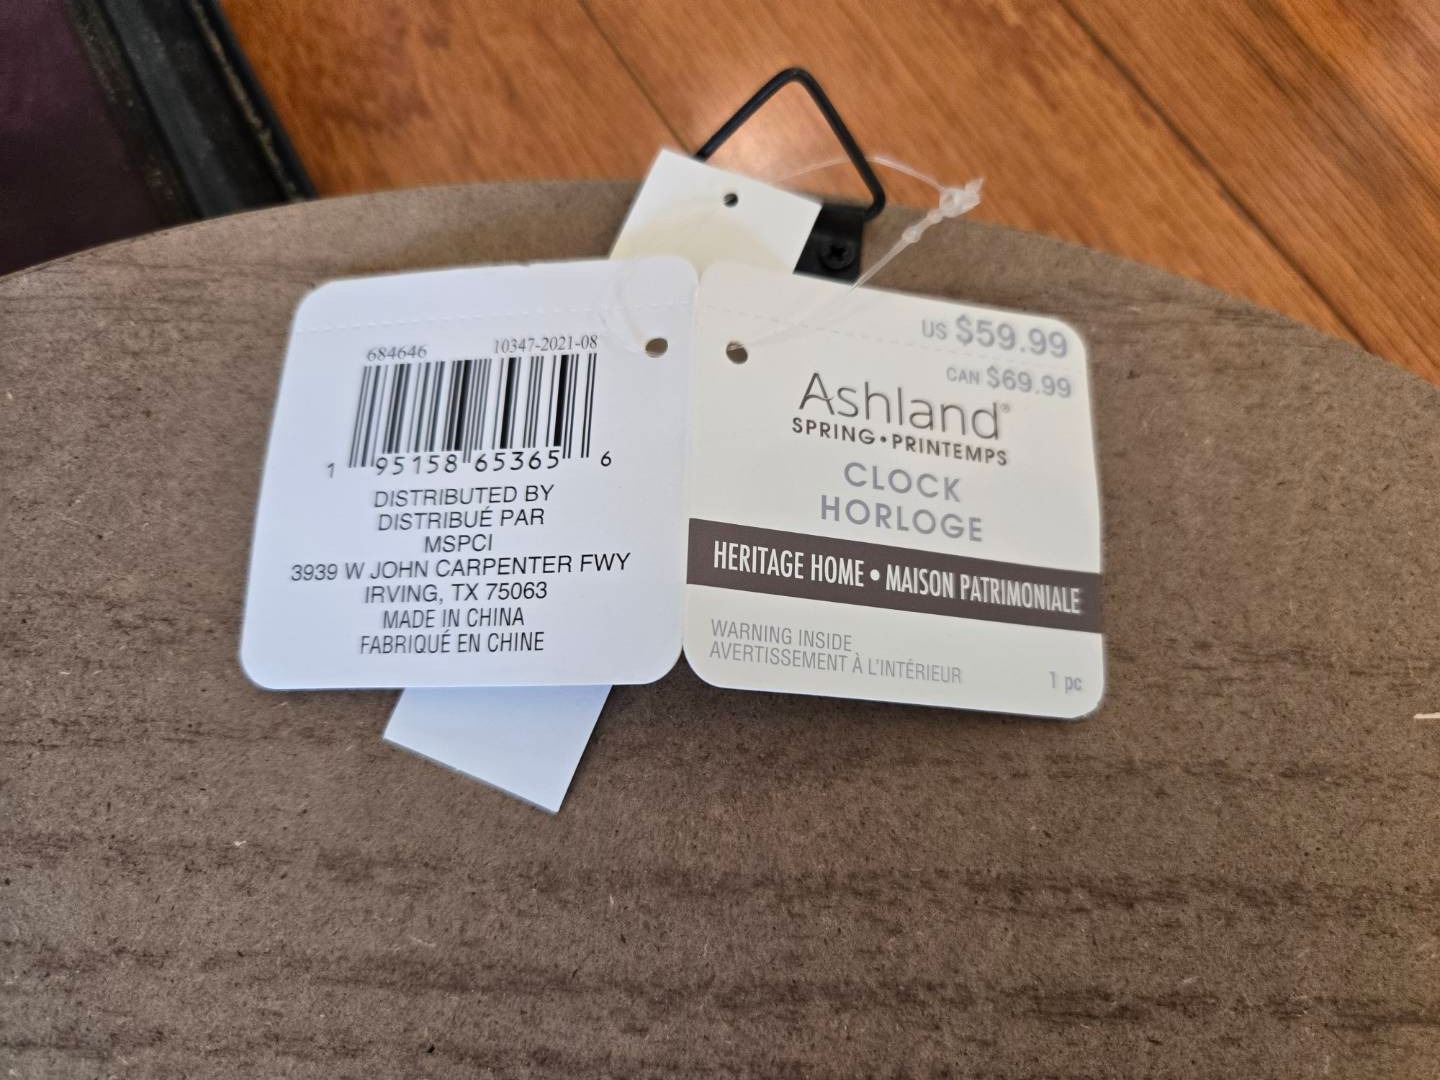 684646 10347-2021-08
1 95158 65365 6
DISTRIBUTED BY
DISTRIBUÉ PAR
MSPCI
3939 W JOHN CARPENTER FWY
IRVING, TX 75063
MADE IN CHINA
FABRIQUÉ EN CHINE
US $59.99
CAN $69.99
Ashland®
SPRING•PRINTEMPS
CLOCK
HORLOGE
HERITAGE HOME • MAISON PATRIMONIALE
WARNING INSIDE
AVERTISSEMENT À L'INTÉRIEUR
1 pc